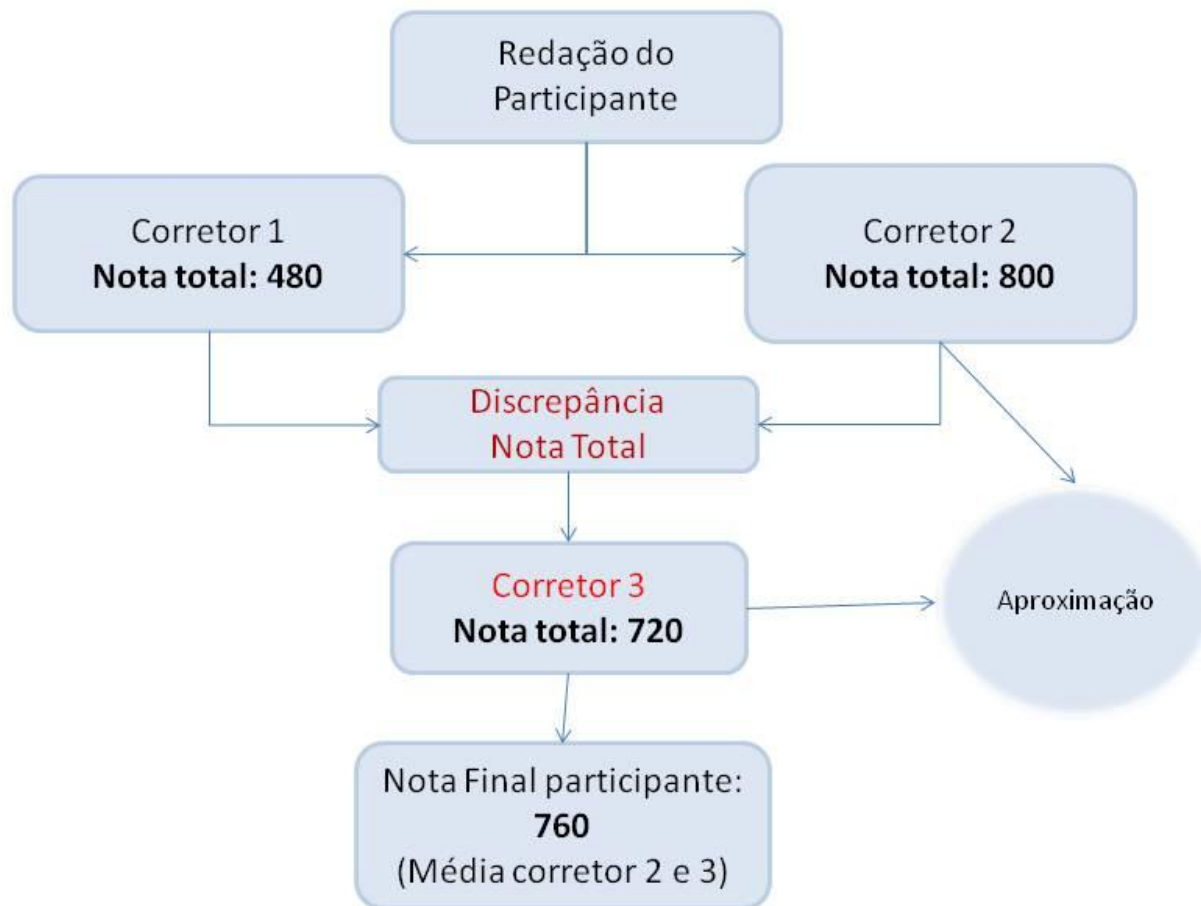 Redação do
Participante
Corretor 1
Nota total: 480
Corretor 2
Nota total: 800
Discrepância
Nota Total
Corretor 3
Nota total: 720
Aproximação
Nota Final participante:
760
(Média corretor 2 e 3)